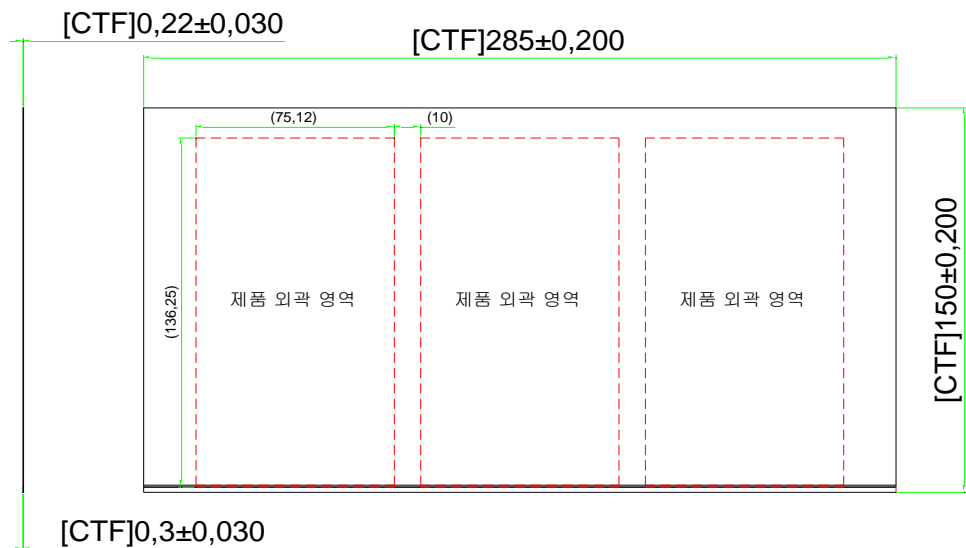 [CTF]0,22±0,030
[CTF]285±0,200
(75,12)
(10)
제품 외곽 영역
제품 외곽 영역
제품 외곽 영역
(136,25)
[CTF]150±0,200
[CTF]0,3±0,030